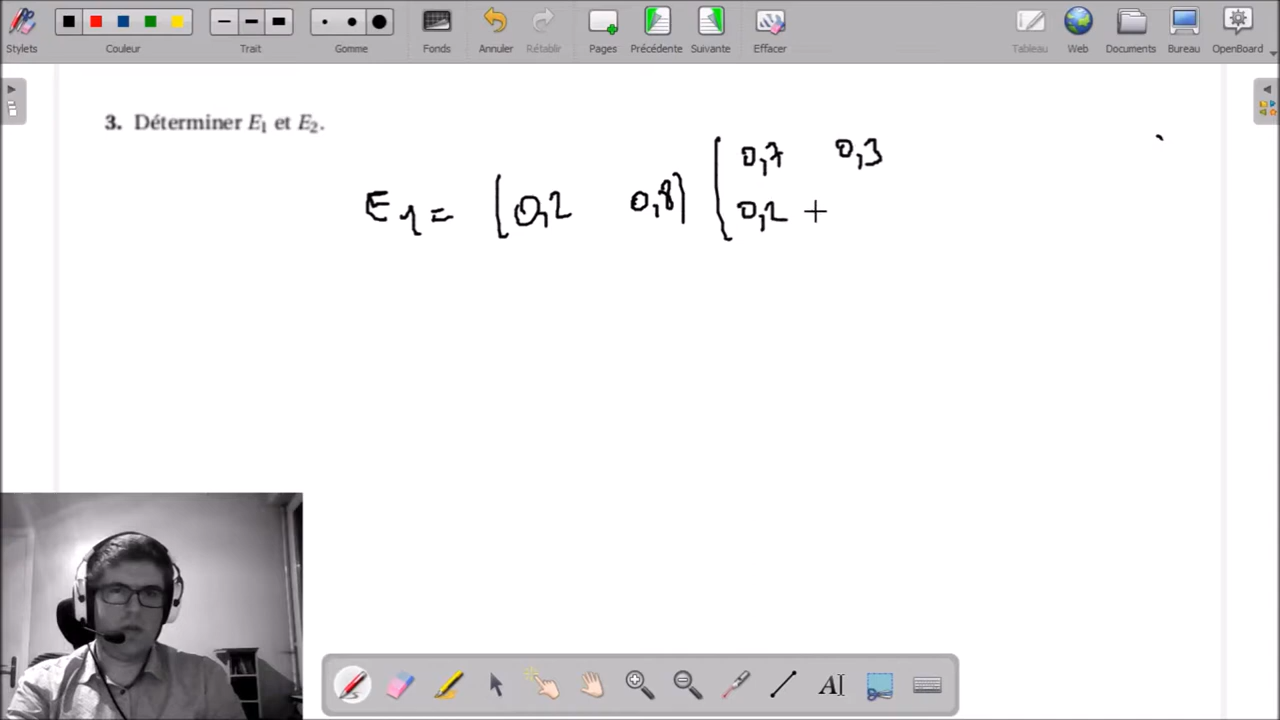 Stylets Couleur Trait Gomme Fonds Annuler Rétablir Pages Précédente Suivante Effacer Tableau Web Documents Bureau OpenBoard
3. Déterminer E₁ et E₂.
0,7 0,3
E₁ = [0,2 0,8]
0,2
AI